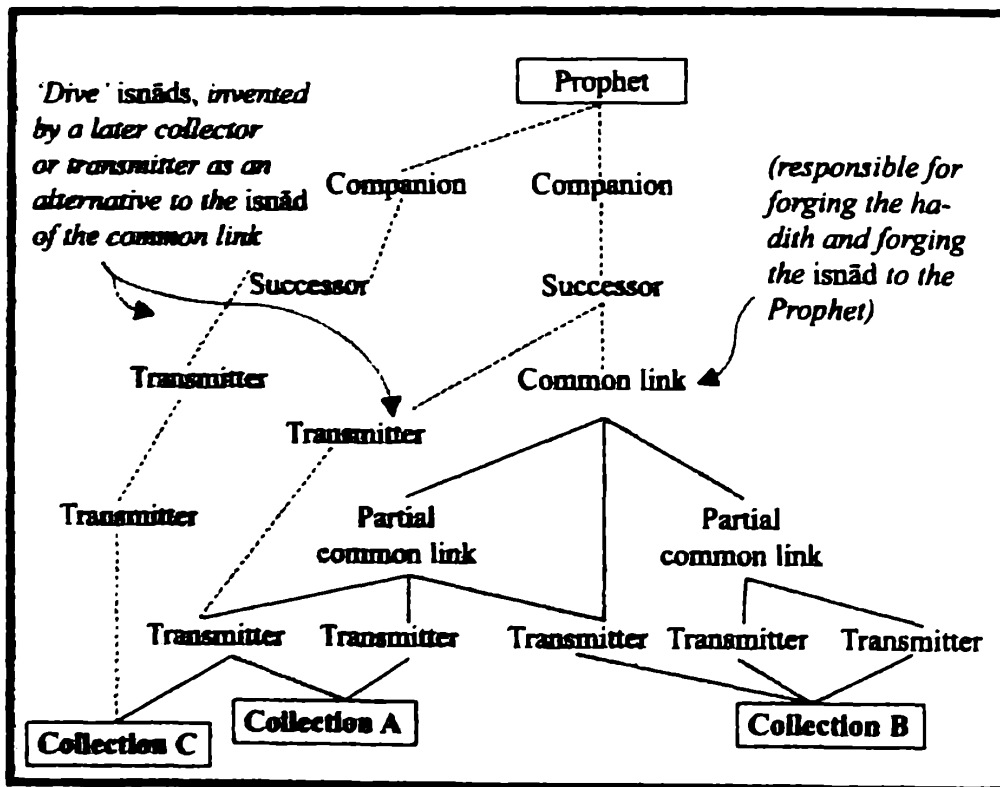 'Dive' isnāds, invented
by a later collector
or transmitter as an
alternative to the isnād
of the common link
Prophet
(responsible for
forging the ha-
dith and forging
the isnād to the
Prophet)
Companion
Companion
Successor
Successor
Transmitter
Common link
Transmitter
Transmitter
Partial
common link
Partial
common link
Transmitter
Transmitter
Transmitter
Transmitter
Transmitter
Collection C
Collection A
Collection B